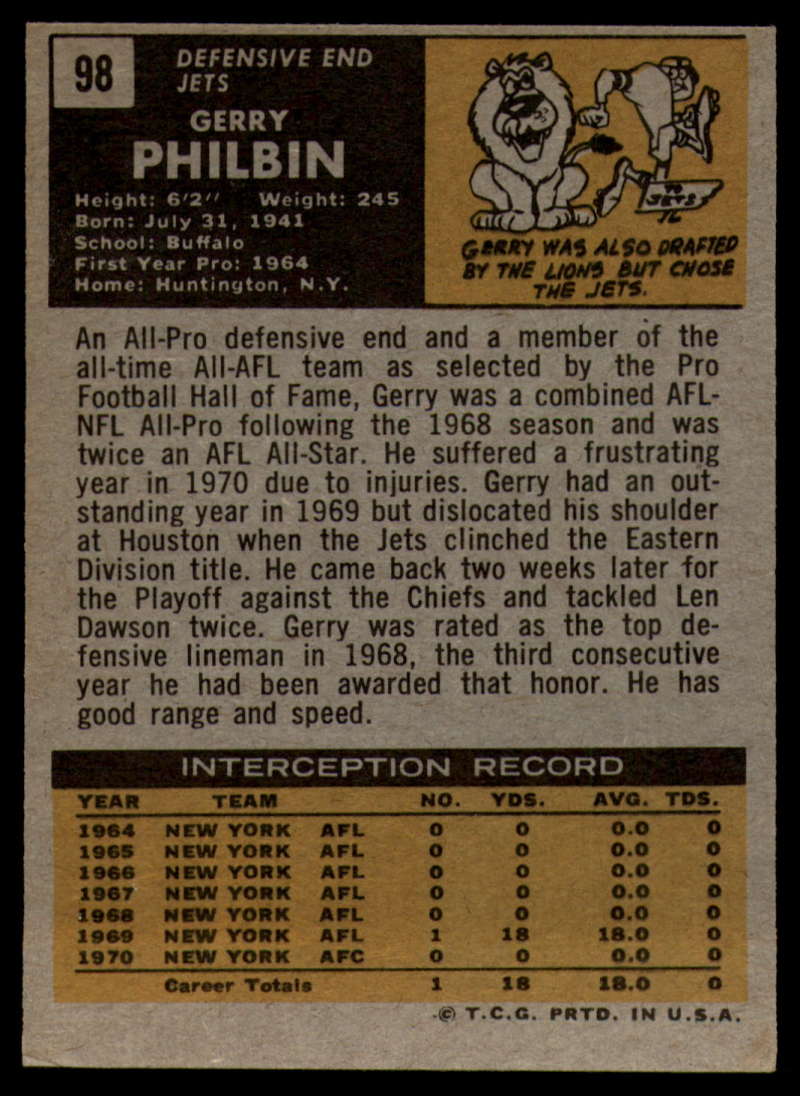 98
DEFENSIVE END
JETS
GERRY
PHILBIN
Height: 6'2" Weight: 245
Born: July 31, 1941
School: Buffalo
First Year Pro: 1964
Home: Huntington, N.Y.
TO JETS
GERRY WAS ALSO DRAFTED
BY THE LIONS BUT CHOSE
THE JETS.
An All-Pro defensive end and a member of the
all-time All-AFL team as selected by the Pro
Football Hall of Fame, Gerry was a combined AFL-
NFL All-Pro following the 1968 season and was
twice an AFL All-Star. He suffered a frustrating
year in 1970 due to injuries. Gerry had an out-
standing year in 1969 but dislocated his shoulder
at Houston when the Jets clinched the Eastern
Division title. He came back two weeks later for
the Playoff against the Chiefs and tackled Len
Dawson twice. Gerry was rated as the top de-
fensive lineman in 1968, the third consecutive
year he had been awarded that honor. He has
good range and speed.
INTERCEPTION RECORD
YEAR TEAM NO. YDS. AVG. TDS.
1964 NEW YORK AFL 0 0 0.0 0
1965 NEW YORK AFL 0 0 0.0 0
1966 NEW YORK AFL 0 0 0.0 0
1967 NEW YORK AFL 0 0 0.0 0
1968 NEW YORK AFL 0 0 0.0 0
1969 NEW YORK AFL 1 18 18.0 0
1970 NEW YORK AFC 0 0 0.0 0
Career Totals 1 18 18.0 0
© T.C.G. PRTD. IN U.S.A.